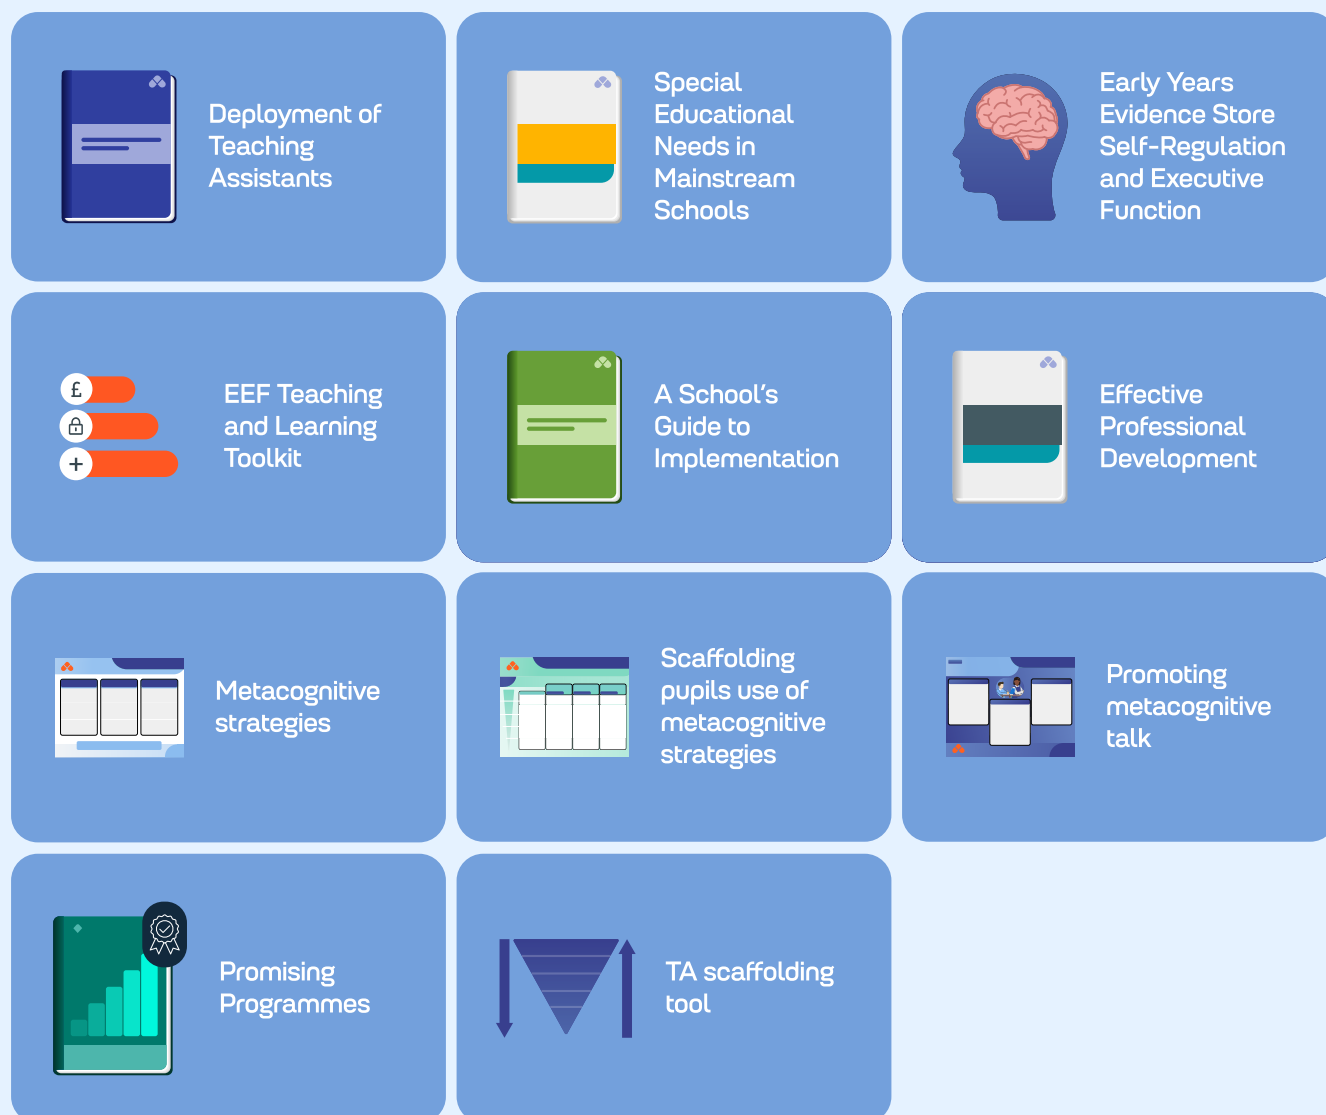 Deployment of
Teaching
Assistants
Special
Educational
Needs in
Mainstream
Schools
Early Years
Evidence Store
Self-Regulation
and Executive
Function
£
+
EEF Teaching
and Learning
Toolkit
A School's
Guide to
Implementation
Effective
Professional
Development
Metacognitive
strategies
Scaffolding
pupils use of
metacognitive
strategies
Promoting
metacognitive
talk
Promising
Programmes
TA scaffolding
tool